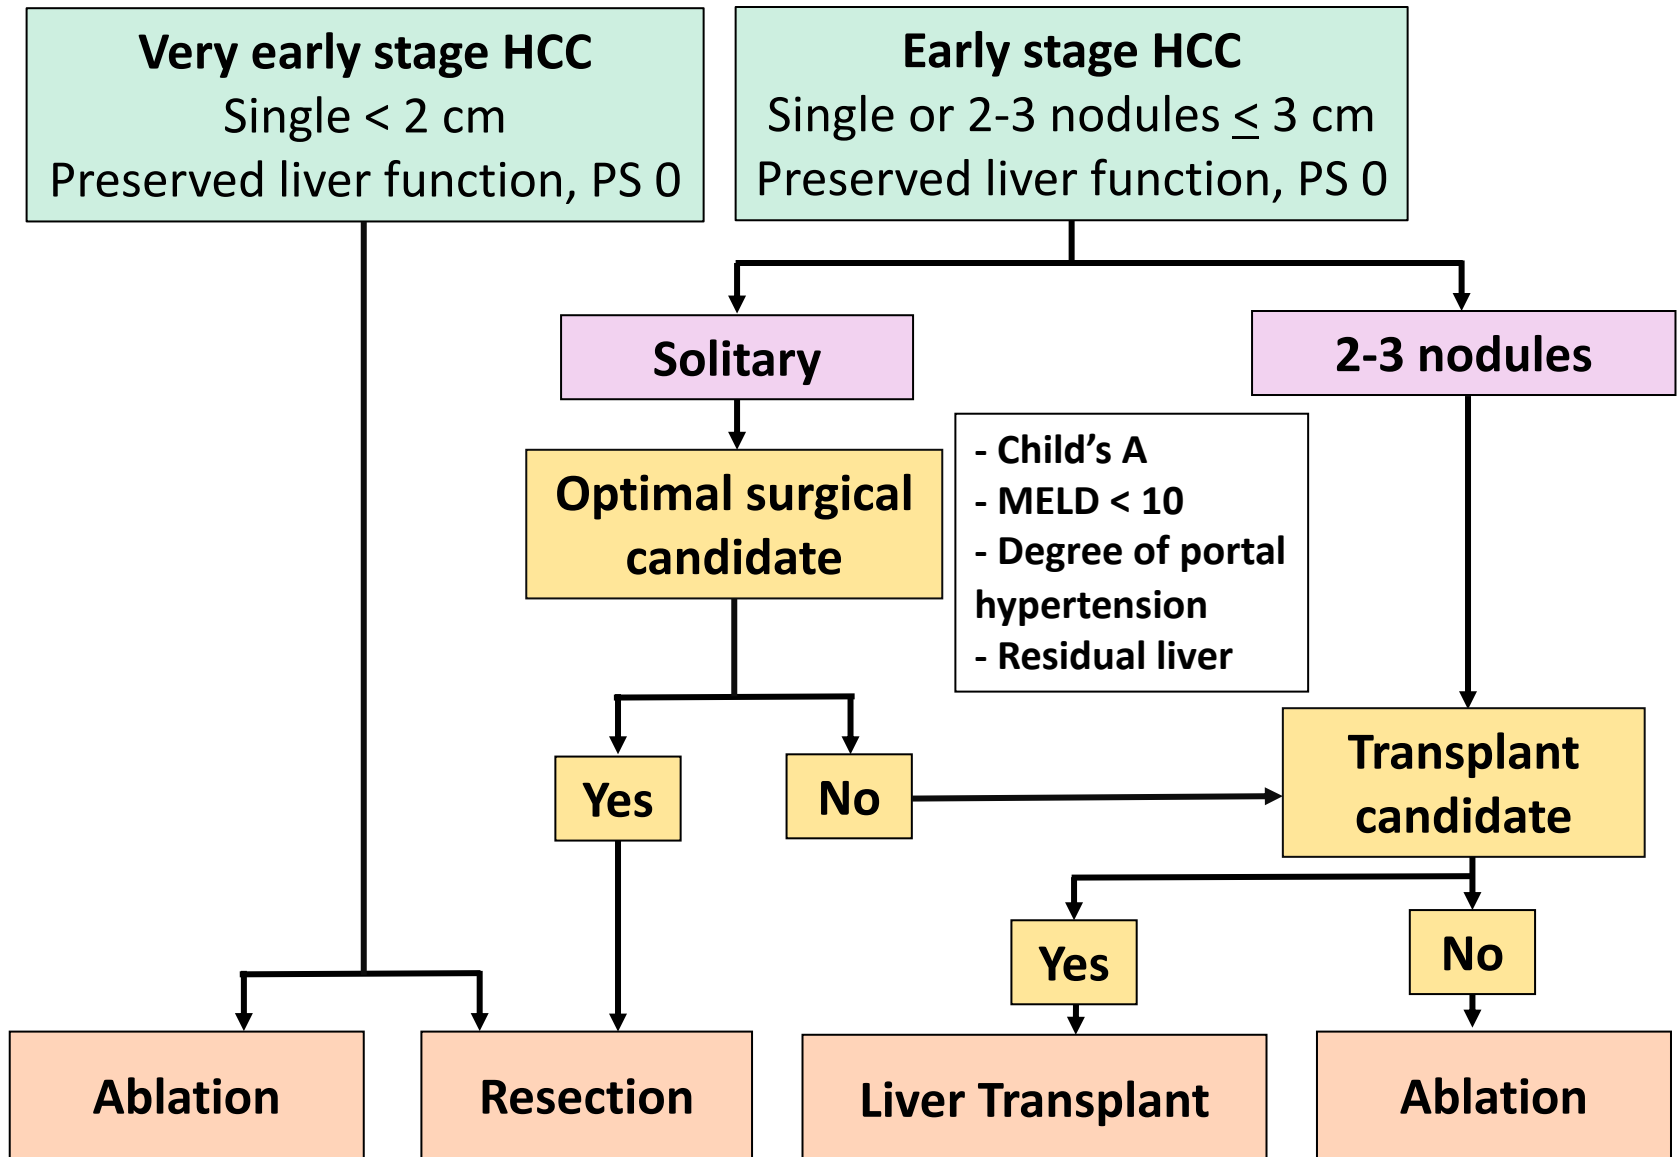 Very early stage HCC
Single < 2 cm
Preserved liver function, PS 0
Early stage HCC
Single or 2-3 nodules ≤ 3 cm
Preserved liver function, PS 0
Solitary
2-3 nodules
Optimal surgical
candidate
- Child’s A
- MELD < 10
- Degree of portal
hypertension
- Residual liver
Yes
No
Transplant
candidate
Yes
No
Ablation
Resection
Liver Transplant
Ablation